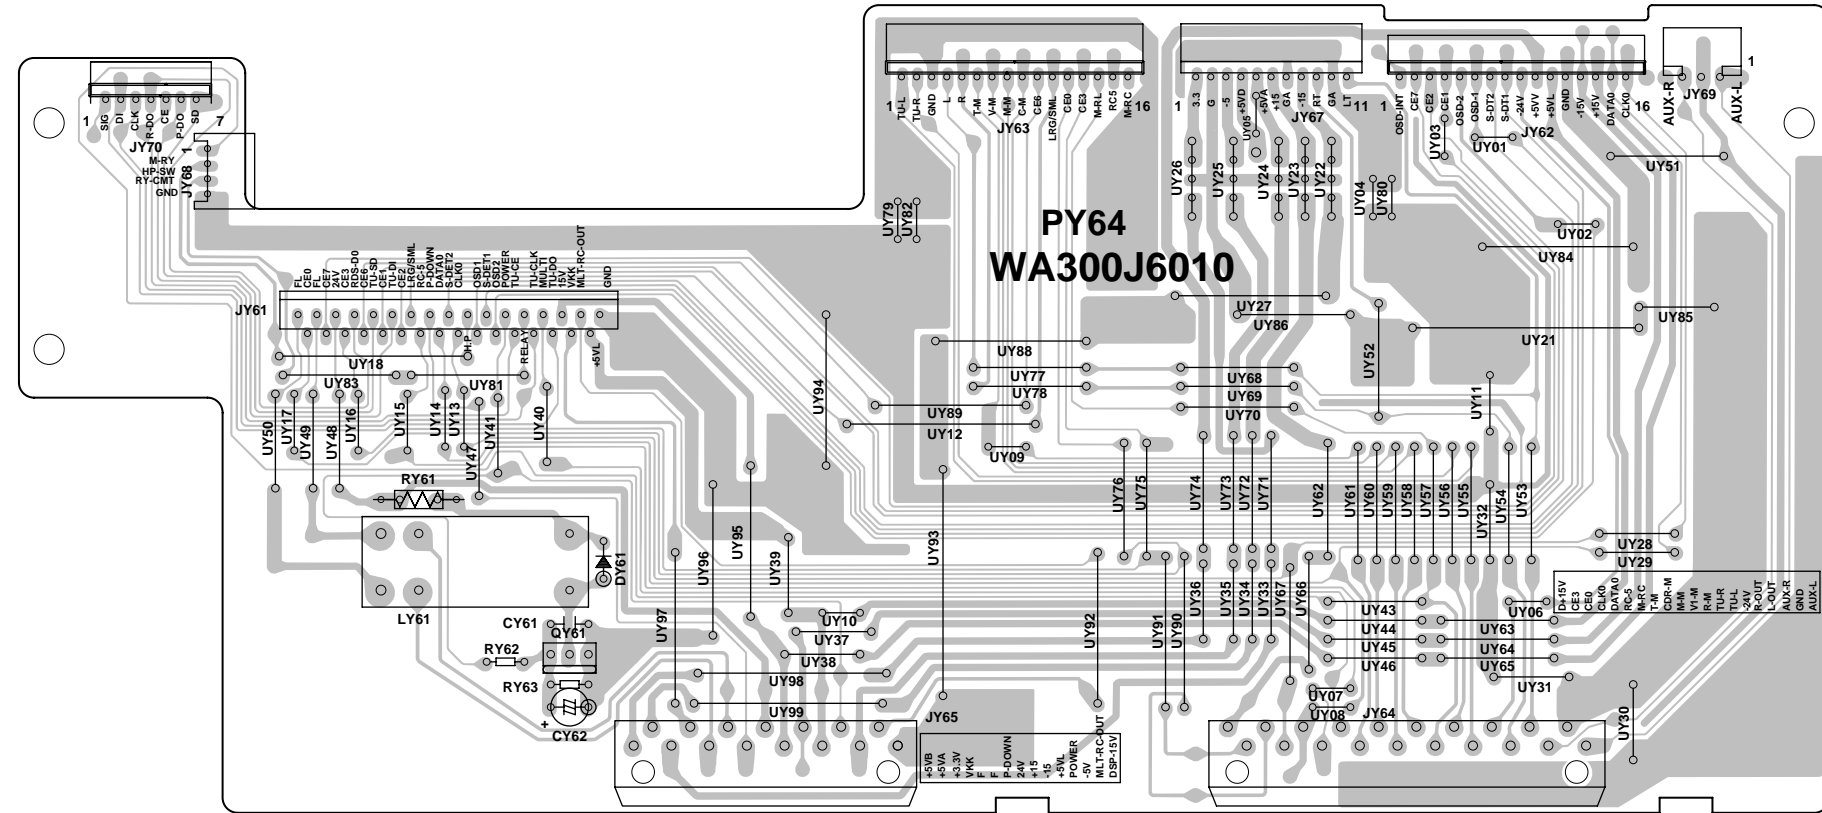 PY64
WA300J6010
1
SIG
DI
CLK
R-DO
CE
P-DO
SD
7
JY70
M-RY
HP-SW
RY-CMT
GND
1
JY68
1
TU-L
TU-R
GND
L
R
T-M
V-M
M-M
C-M
CE6
LRG/SML
CE0
CE3
M-RL
RC5
M-RC
16
JY63
1
3.3
G
-5
+5VD
+5VA
+15
GA
-15
RT
GA
LT
11
JY67
UY05
1
OSD-INT
CE7
CE2
CE1
OSD-2
OSD-1
S-DT2
S-DT1
-24V
+5VV
+5VL
GND
-15V
+15V
DATA0
CLK0
16
JY62
AUX-R
JY69
AUX-L
1
UY03
UY01
UY51
UY26
UY25
UY24
UY23
UY22
UY04
UY80
UY79
UY82
UY02
UY84
FL
CE0
FL
CE7
24V
CE3
RDS-D0
CE6
TU-SD
CE1
TU-DI
CE2
LRG/SML
RC-5
P-DOWN
DATA0
S-DET2
CLK0
OSD1
S-DET1
OSD2
POWER
TU-CE
TU-CLK
MULTI
TU-DO
15V
VKK
MLT-RC-OUT
GND
JY61
H.P
RELAY
+5VL
UY27
UY86
UY85
UY21
UY52
UY18
UY83
UY81
UY88
UY77
UY78
UY89
UY12
UY09
UY68
UY69
UY70
UY94
UY11
UY50
UY17
UY49
UY48
UY16
UY15
UY14
UY13
UY47
UY41
UY40
RY61
UY76
UY75
UY74
UY73
UY72
UY71
UY62
UY61
UY60
UY59
UY58
UY57
UY56
UY55
UY32
UY54
UY53
UY96
UY95
UY39
UY93
UY28
UY29
DY61
LY61
CY61
QY61
RY62
RY63
+
CY62
UY97
UY10
UY37
UY38
UY98
UY99
UY92
UY91
UY90
UY36
UY35
UY34
UY33
UY67
UY66
UY43
UY44
UY45
UY46
UY06
UY63
UY64
UY65
UY31
UY07
UY08
UY30
D+15V
CE3
CE0
CLK0
DATA0
RC-5
M-RC
T-M
CDR-M
M-M
V1-M
R-M
TU-R
TU-L
-24V
R-OUT
L-OUT
AUX-R
GND
AUX-L
JY65
JY64
+5VB
+5VA
+3.3V
VKK
F
F
P-DOWN
24V
+15
-15
+5VL
POWER
-5V
MLT-RC-OUT
DSP-15V